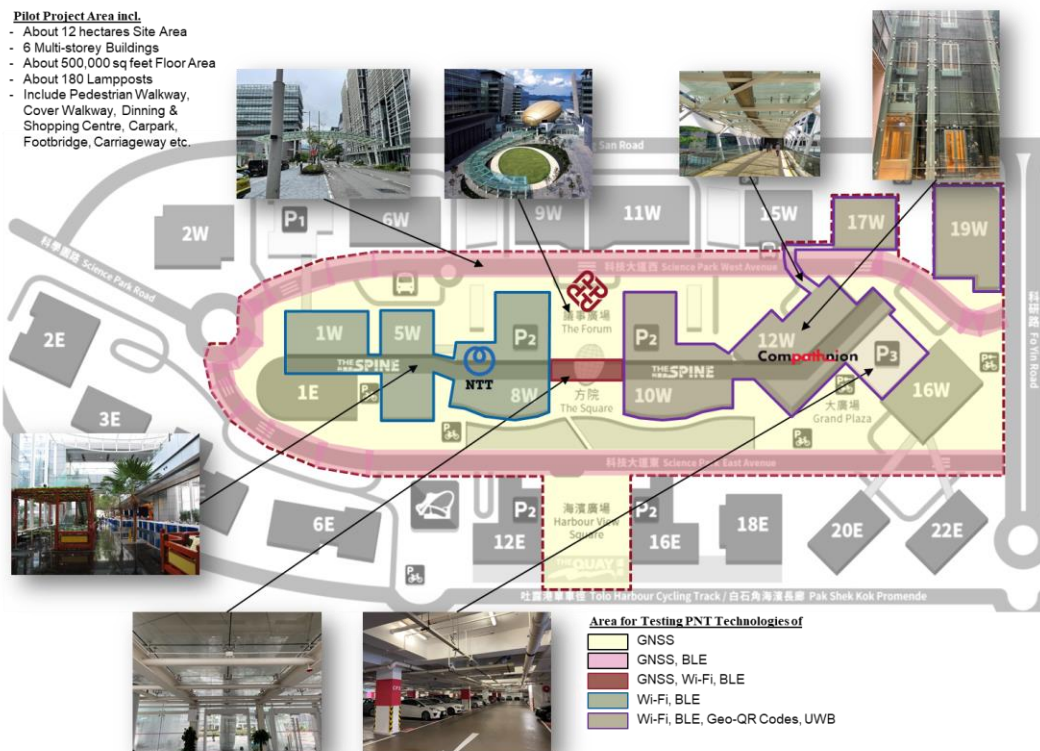 Pilot Project Area incl.
- About 12 hectares Site Area
- 6 Multi-storey Buildings
- About 500,000 sq feet Floor Area
- About 180 Lampposts
- Include Pedestrian Walkway,
Cover Walkway, Dinning &
Shopping Centre, Carpark,
Footbridge, Carriageway etc.
San Road
2W
P1
6W
9W
11W
15W
17W
19W
科學園路 Science Park Road
科技大道西 Science Park West Avenue
科研路 Fo Yin Road
2E
3E
1W
5W
THE SPINE
1E
NTT
P2
8W
議事廣場
The Forum
方院
The Square
P2
THE SPINE
10W
12W
Compathnion
P3
大廣場
Grand Plaza
16W
科技大道東 Science Park East Avenue
6E
P2
12E
海濱廣場
Harbour View
Square
THE QUAY
P2
16E
18E
20E
22E
吐露港單車徑 Tolo Harbour Cycling Track / 白石角海濱長廊 Pak Shek Kok Promende
Area for Testing PNT Technologies of
GNSS
GNSS, BLE
GNSS, Wi-Fi, BLE
Wi-Fi, BLE
Wi-Fi, BLE, Geo-QR Codes, UWB